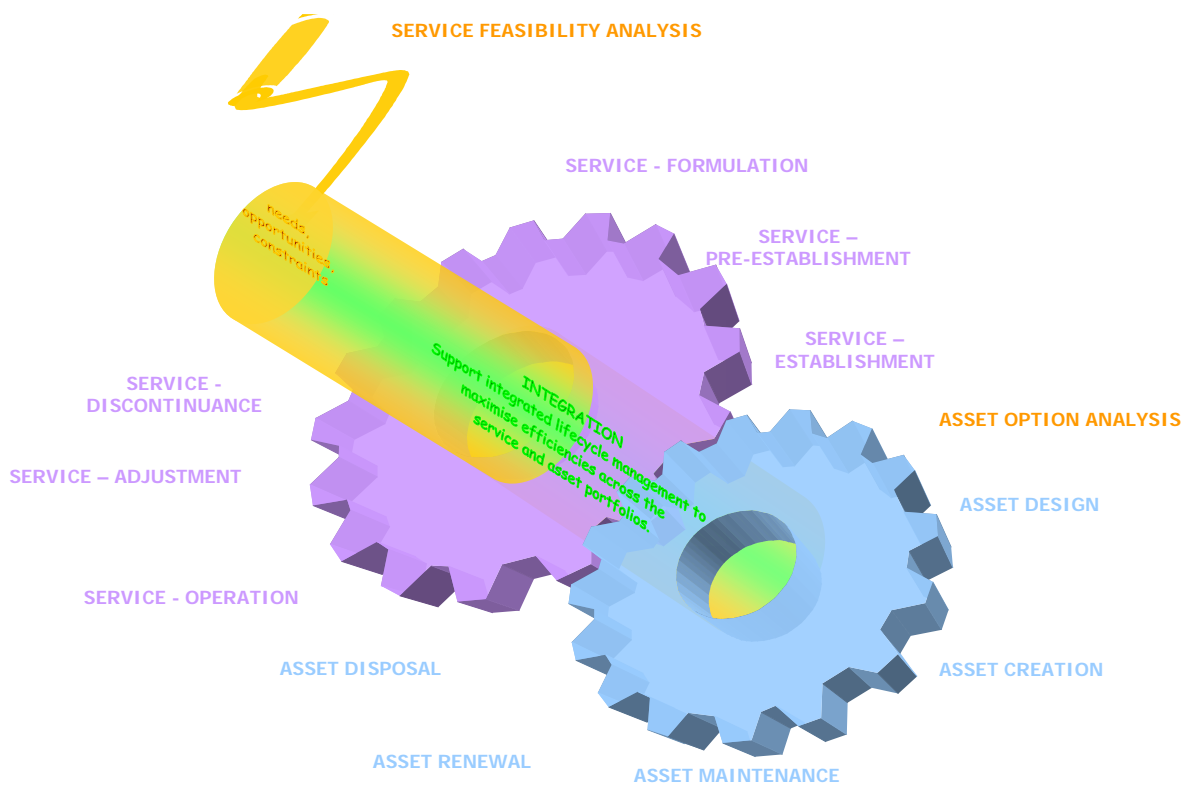 SERVICE FEASIBILITY ANALYSIS
SERVICE - FORMULATION
SERVICE –
PRE-ESTABLISHMENT
SERVICE –
ESTABLISHMENT
needs,
opportunities,
constraints
INTEGRATION
Support integrated lifecycle management to
maximise efficiencies across the
service and asset portfolios.
SERVICE -
DISCONTINUANCE
SERVICE – ADJUSTMENT
SERVICE - OPERATION
ASSET OPTION ANALYSIS
ASSET DESIGN
ASSET CREATION
ASSET DISPOSAL
ASSET RENEWAL
ASSET MAINTENANCE